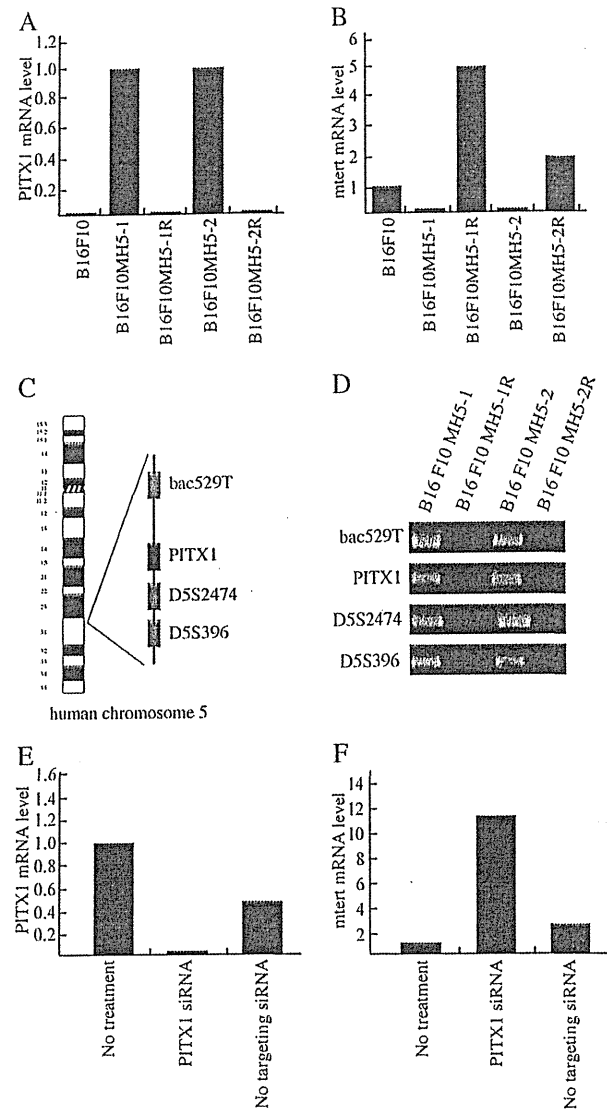 A
PITX1 mRNA level
1.2
1.0
0.8
0.6
0.4
0.2
B16F10
B16F10MH5-1
B16F10MH5-1R
B16F10MH5-2
B16F10MH5-2R
B
mtert mRNA level
6
5
4
3
2
1
B16F10
B16F10MH5-1
B16F10MH5-1R
B16F10MH5-2
B16F10MH5-2R
C
bac529T
PITX1
D5S2474
D5S396
human chromosome 5
D
B16 F10 MH5-1
B16 F10 MH5-1R
B16 F10 MH5-2
B16 F10 MH5-2R
bac529T
PITX1
D5S2474
D5S396
E
PITX1 mRNA level
1.6
1.4
1.2
1.0
0.8
0.6
0.4
0.2
No treatment
PITX1 siRNA
No targeting siRNA
F
mtert mRNA level
14
12
10
8
6
4
2
No treatment
PITX1 siRNA
No targeting siRNA